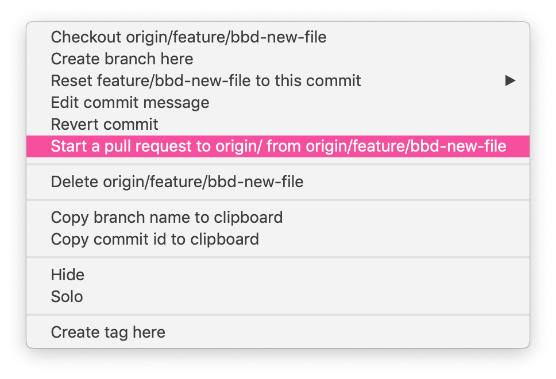 Checkout origin/feature/bbd-new-file
Create branch here
Reset feature/bbd-new-file to this commit
Edit commit message
Revert commit
Start a pull request to origin/ from origin/feature/bbd-new-file
Delete origin/feature/bbd-new-file
Copy branch name to clipboard
Copy commit id to clipboard
Hide
Solo
Create tag here